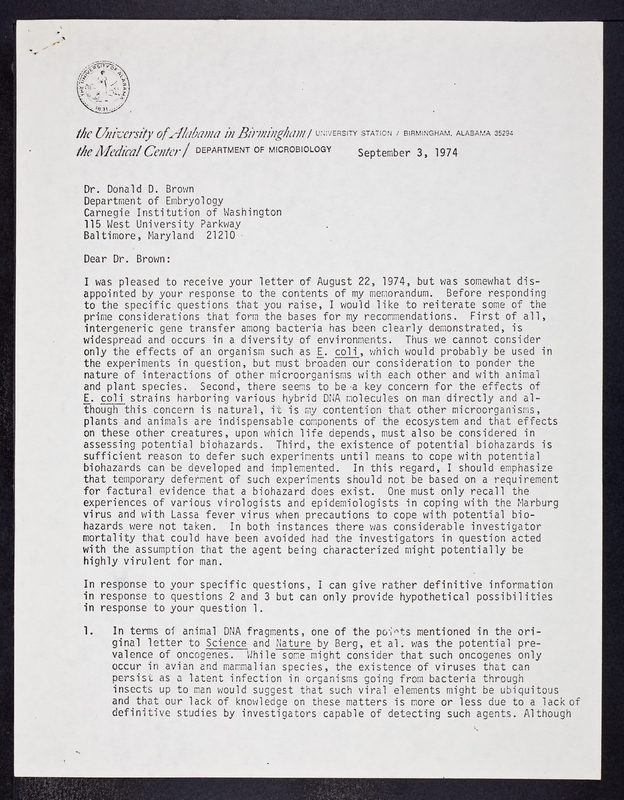 THE UNIVERSITY OF ALABAMA
1831
the University of Alabama in Birmingham / UNIVERSITY STATION / BIRMINGHAM, ALABAMA 35294
the Medical Center / DEPARTMENT OF MICROBIOLOGY September 3, 1974
Dr. Donald D. Brown
Department of Embryology
Carnegie Institution of Washington
115 West University Parkway
Baltimore, Maryland 21210
Dear Dr. Brown:
I was pleased to receive your letter of August 22, 1974, but was somewhat dis-
appointed by your response to the contents of my memorandum. Before responding
to the specific questions that you raise, I would like to reiterate some of the
prime considerations that form the bases for my recommendations. First of all,
intergeneric gene transfer among bacteria has been clearly demonstrated, is
widespread and occurs in a diversity of environments. Thus we cannot consider
only the effects of an organism such as E. coli, which would probably be used in
the experiments in question, but must broaden our consideration to ponder the
nature of interactions of other microorganisms with each other and with animal
and plant species. Second, there seems to be a key concern for the effects of
E. coli strains harboring various hybrid DNA molecules on man directly and al-
though this concern is natural, it is my contention that other microorganisms,
plants and animals are indispensable components of the ecosystem and that effects
on these other creatures, upon which life depends, must also be considered in
assessing potential biohazards. Third, the existence of potential biohazards is
sufficient reason to defer such experiments until means to cope with potential
biohazards can be developed and implemented. In this regard, I should emphasize
that temporary deferment of such experiments should not be based on a requirement
for factual evidence that a biohazard does exist. One must only recall the
experiences of various virologists and epidemiologists in coping with the Marburg
virus and with Lassa fever virus when precautions to cope with potential bio-
hazards were not taken. In both instances there was considerable investigator
mortality that could have been avoided had the investigators in question acted
with the assumption that the agent being characterized might potentially be
highly virulent for man.
In response to your specific questions, I can give rather definitive information
in response to questions 2 and 3 but can only provide hypothetical possibilities
in response to your question 1.
1. In terms of animal DNA fragments, one of the points mentioned in the ori-
ginal letter to Science and Nature by Berg, et al. was the potential pre-
valence of oncogenes. While some might consider that such oncogenes only
occur in avian and mammalian species, the existence of viruses that can
persist as a latent infection in organisms going from bacteria through
insects up to man would suggest that such viral elements might be ubiquitous
and that our lack of knowledge on these matters is more or less due to a lack of
definitive studies by investigators capable of detecting such agents. Although